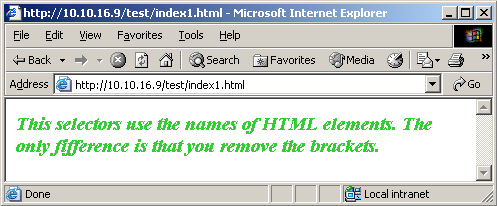 http://10.10.16.9/test/index1.html - Microsoft Internet Explorer
File Edit View Favorites Tools Help
Back Search Favorites Media
Address http://10.10.16.9/test/index1.html Go
This selectors use the names of HTML elements. The
only fifference is that you remove the brackets.
Done Local intranet